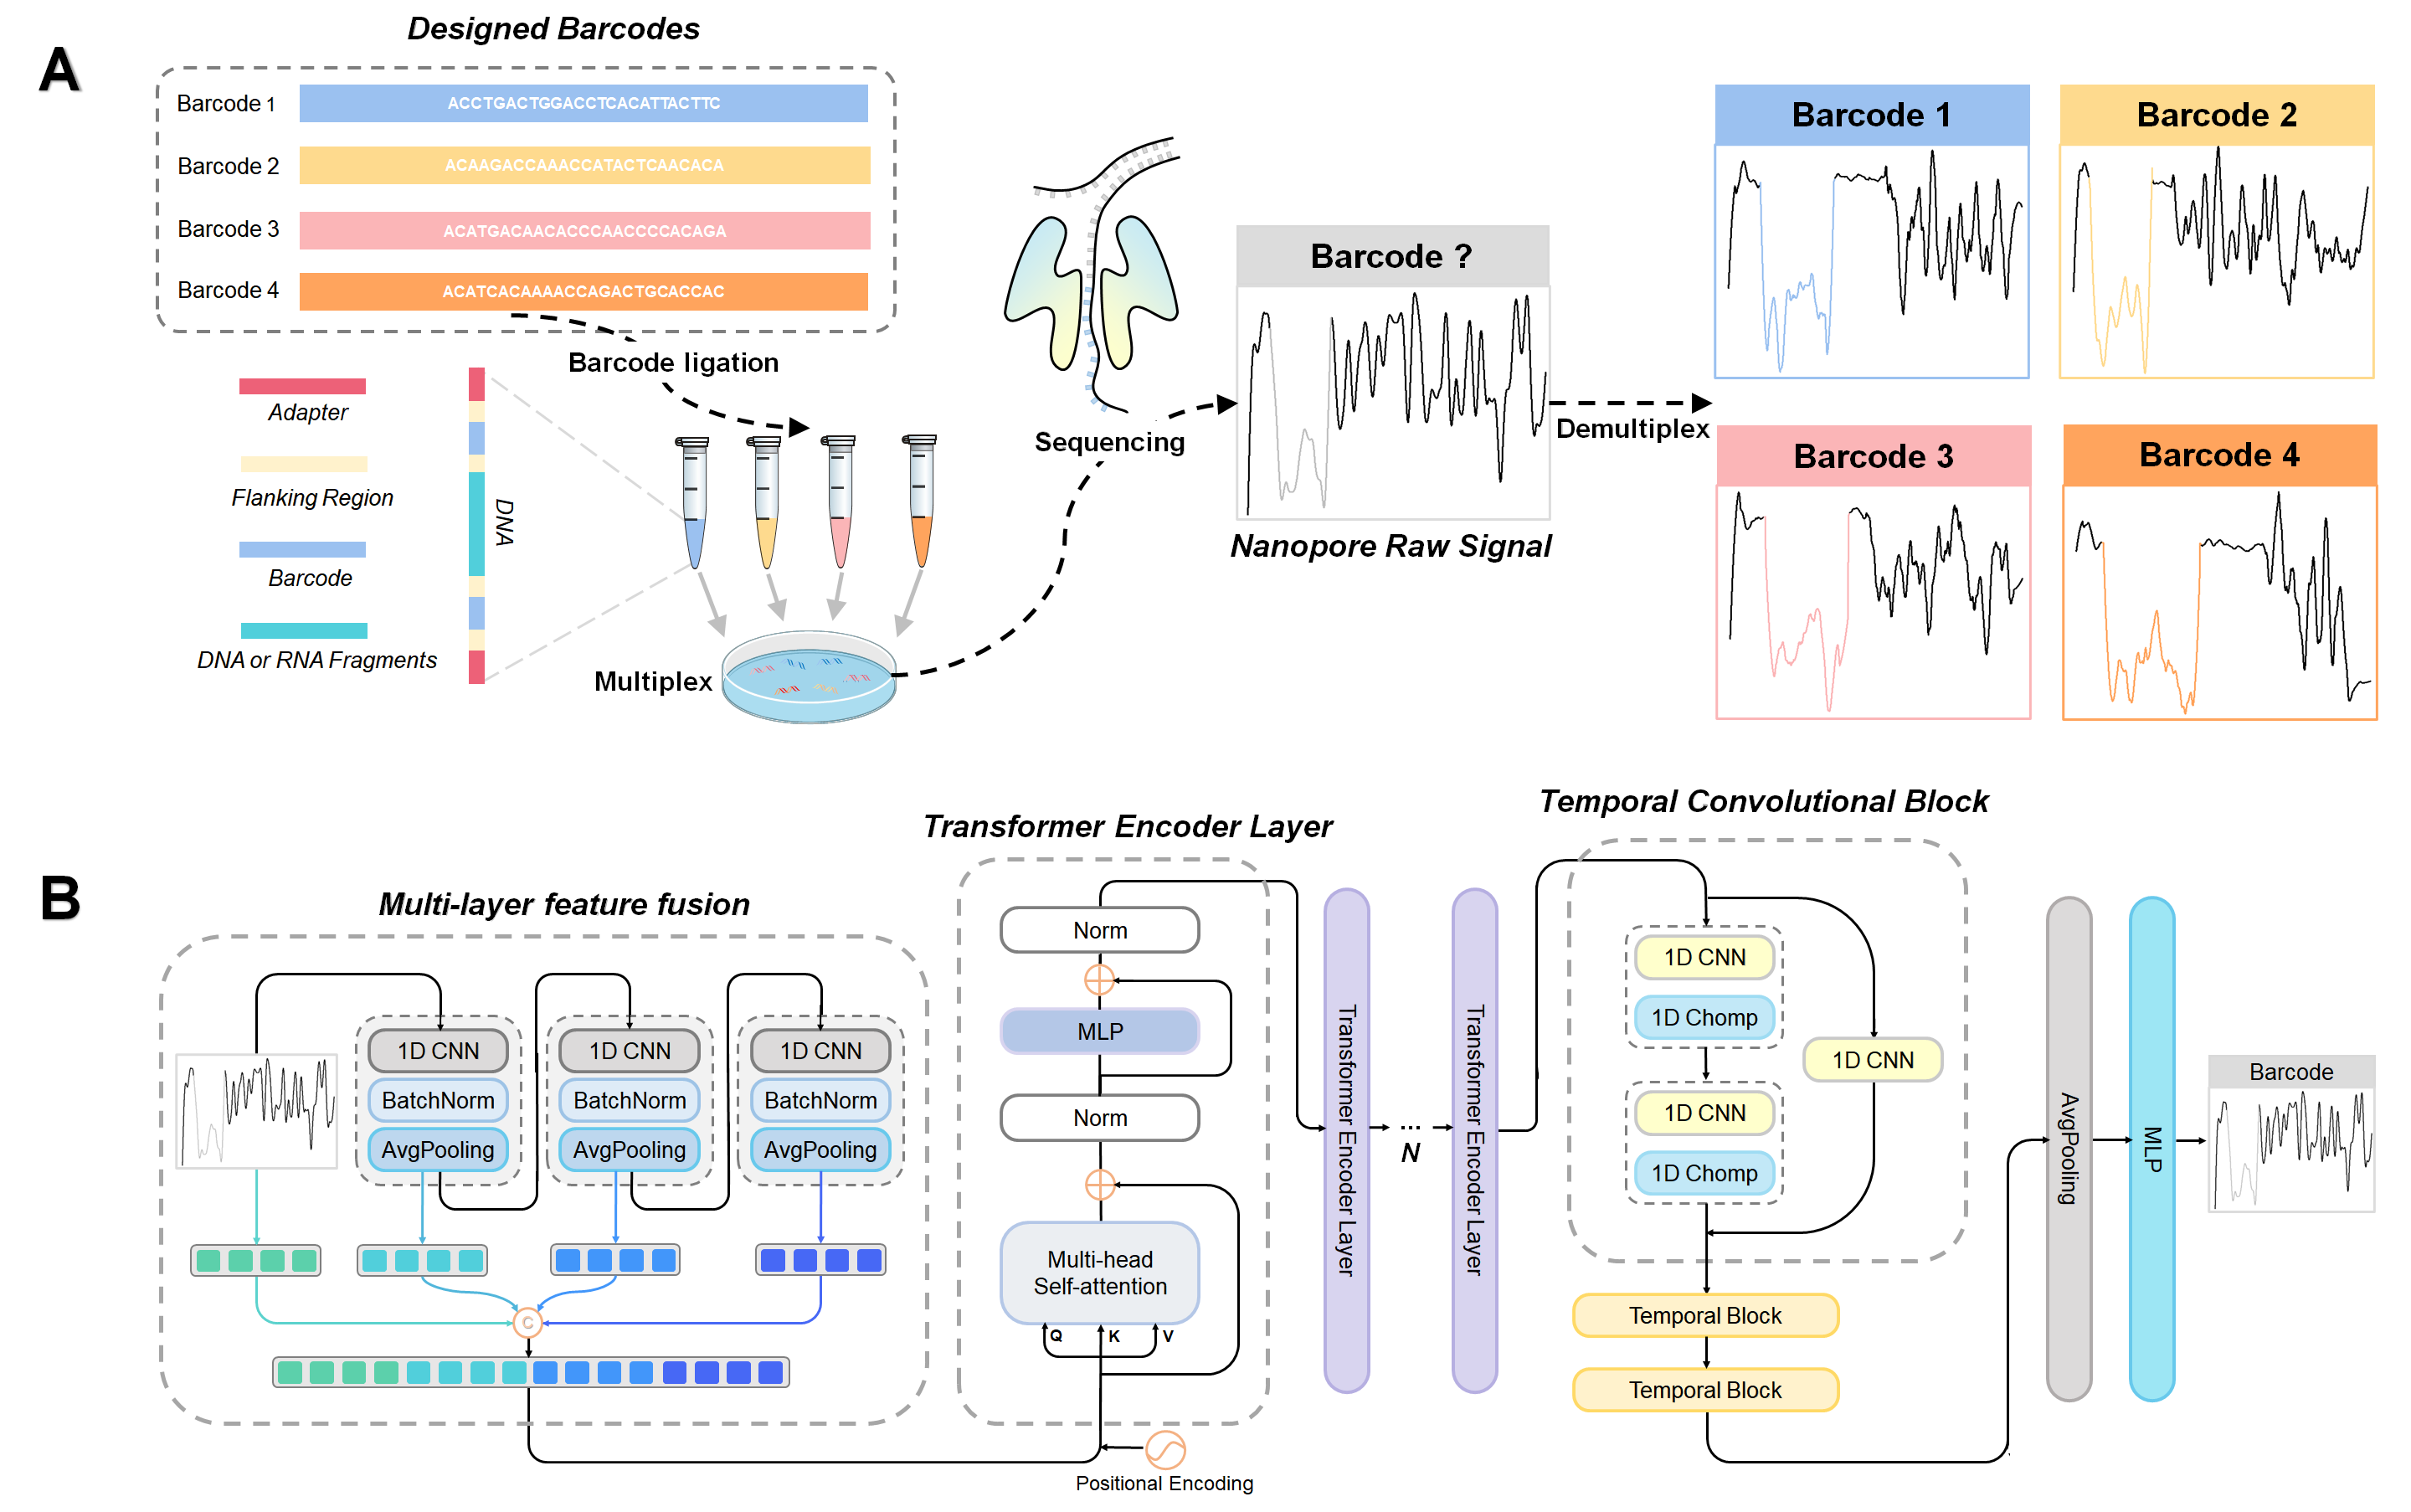 A
Designed Barcodes
Barcode 1
ACCTGACTGGACCTCACATTACTTC
Barcode 2
ACAAGACCAAACCATACTCAACACA
Barcode 3
ACATGACAACACCCAACCCCACAGA
Barcode 4
ACATCACAAAACCAGACTGCACCAC
Barcode ligation
Adapter
Flanking Region
Barcode
DNA or RNA Fragments
DNA
Multiplex
Sequencing
Barcode ?
Nanopore Raw Signal
Demultiplex
Barcode 1
Barcode 2
Barcode 3
Barcode 4
B
Multi-layer feature fusion
1D CNN
BatchNorm
AvgPooling
1D CNN
BatchNorm
AvgPooling
1D CNN
BatchNorm
AvgPooling
C
Transformer Encoder Layer
Norm
MLP
Norm
Multi-head
Self-attention
Q
K
V
Positional Encoding
Transformer Encoder Layer
...
N
Transformer Encoder Layer
Temporal Convolutional Block
1D CNN
1D Chomp
1D CNN
1D CNN
1D Chomp
Temporal Block
Temporal Block
AvgPooling
MLP
Barcode